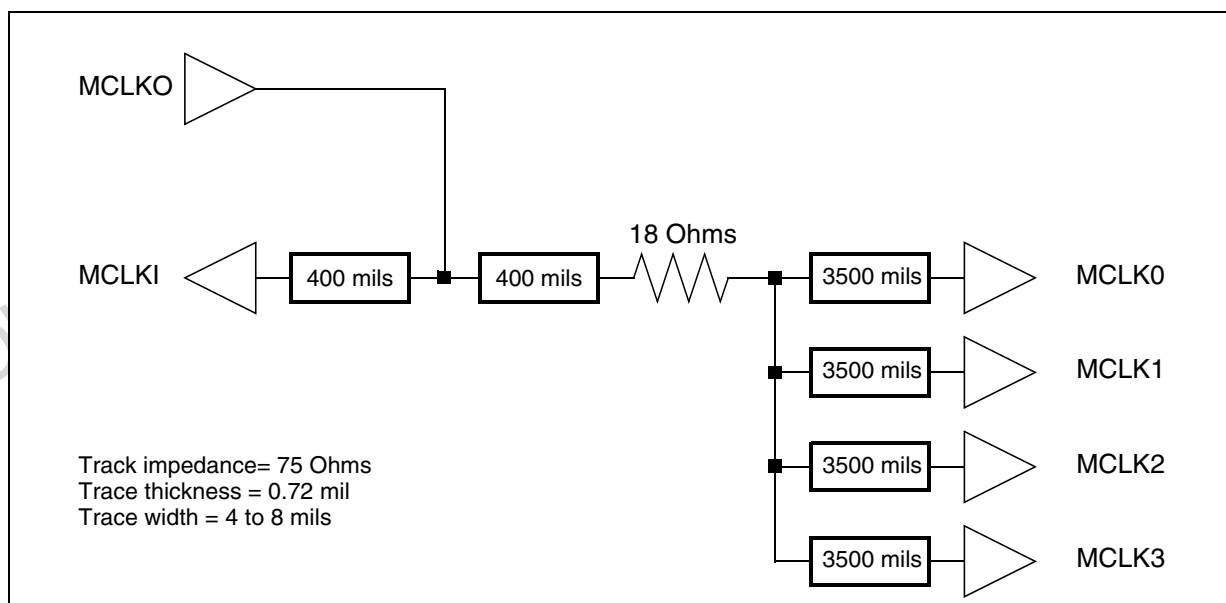 MCLKO
18 Ohms
MCLKI
400 mils
400 mils
3500 mils
MCLK0
3500 mils
MCLK1
3500 mils
MCLK2
3500 mils
MCLK3
Track impedance= 75 Ohms
Trace thickness = 0.72 mil
Trace width = 4 to 8 mils